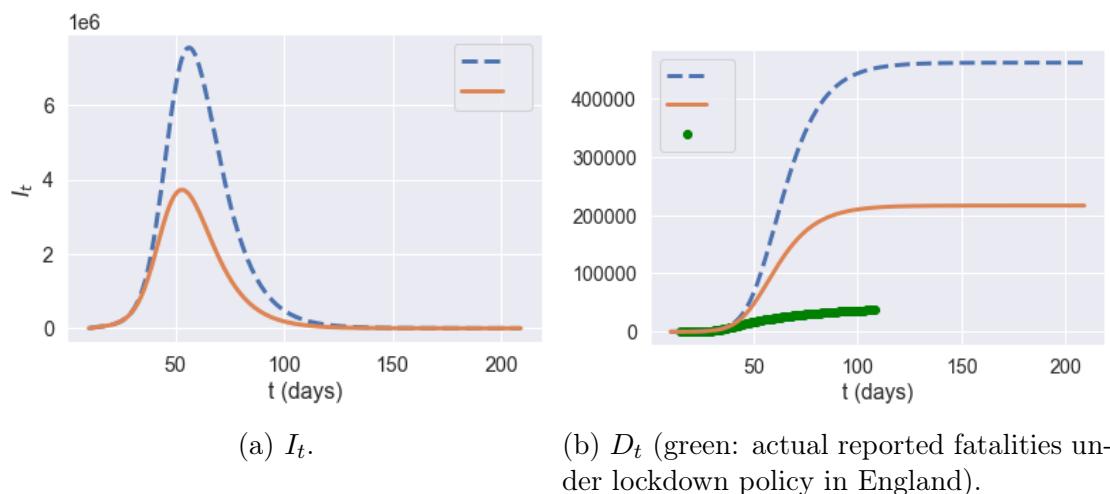 1e6
6
4
2
0
I_t
50 100 150 200
t (days)
400000
300000
200000
100000
0
50 100 150 200
t (days)
(a) I_t.
(b) D_t (green: actual reported fatalities un-
der lockdown policy in England).